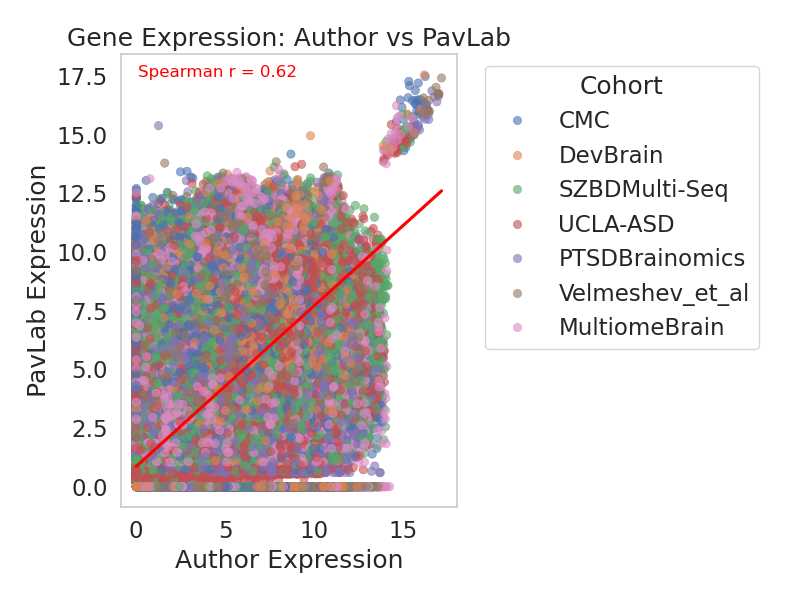 Gene Expression: Author vs PavLab
Spearman r = 0.62
17.5
15.0
12.5
10.0
7.5
5.0
2.5
0.0
PavLab Expression
0
5
10
15
Author Expression
Cohort
CMC
DevBrain
SZBDMulti-Seq
UCLA-ASD
PTSDBrainomics
Velmeshev_et_al
MultiomeBrain